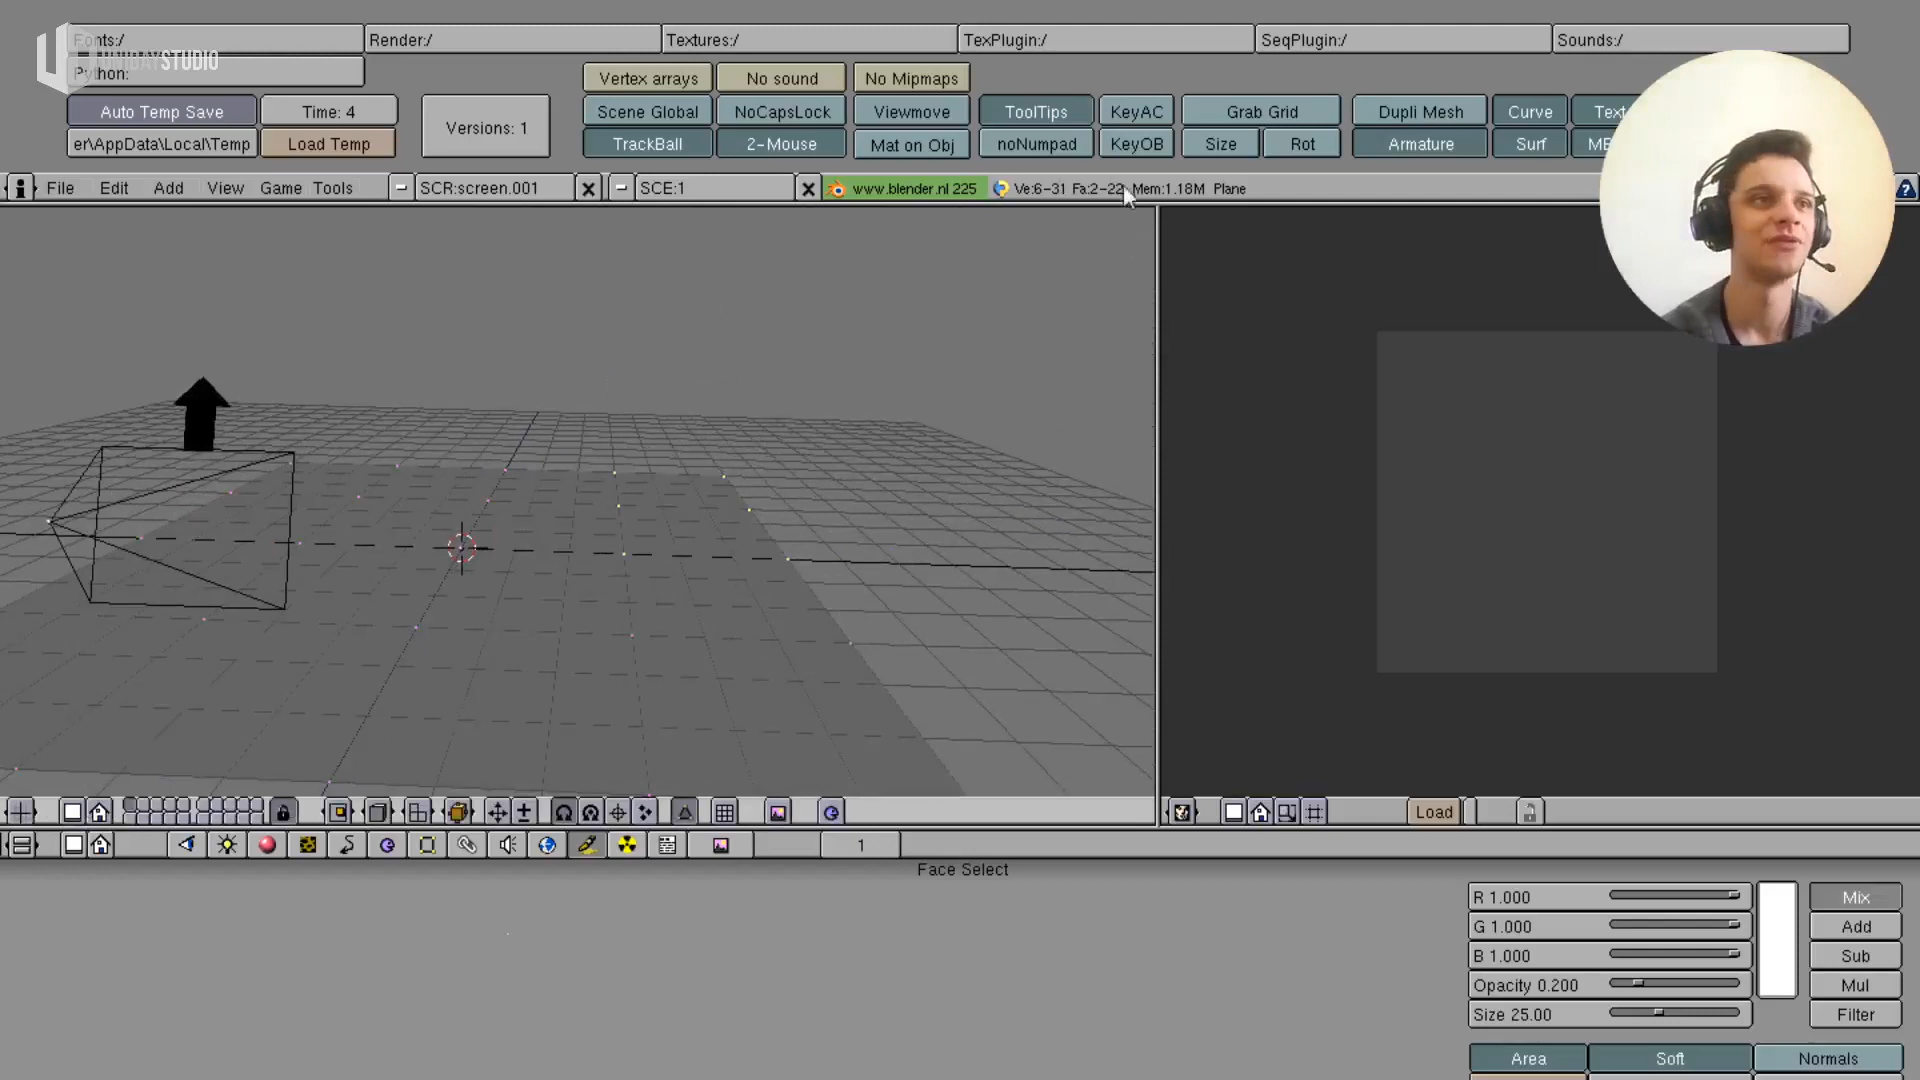 Fonts:/ Render:/ Textures:/ TexPlugin:/ SeqPlugin:/ Sounds:/
UNIDAYSTUDIO
Python:
Vertex arrays No sound No Mipmaps
Auto Temp Save Time: 4 Versions: 1 Scene Global NoCapsLock Viewmove ToolTips KeyAC Grab Grid Dupli Mesh Curve Text
er\AppData\Local\Temp Load Temp TrackBall 2-Mouse Mat on Obj noNumpad KeyOB Size Rot Armature Surf
File Edit Add View Game Tools SCR:screen.001 SCE:1 www.blender.nl 225 Ve:6-31 Fa:2-22 Mem:1.18M Plane
Load
1
Face Select
R 1.000 Mix
G 1.000 Add
B 1.000 Sub
Opacity 0.200 Mul
Size 25.00 Filter
Area Soft Normals